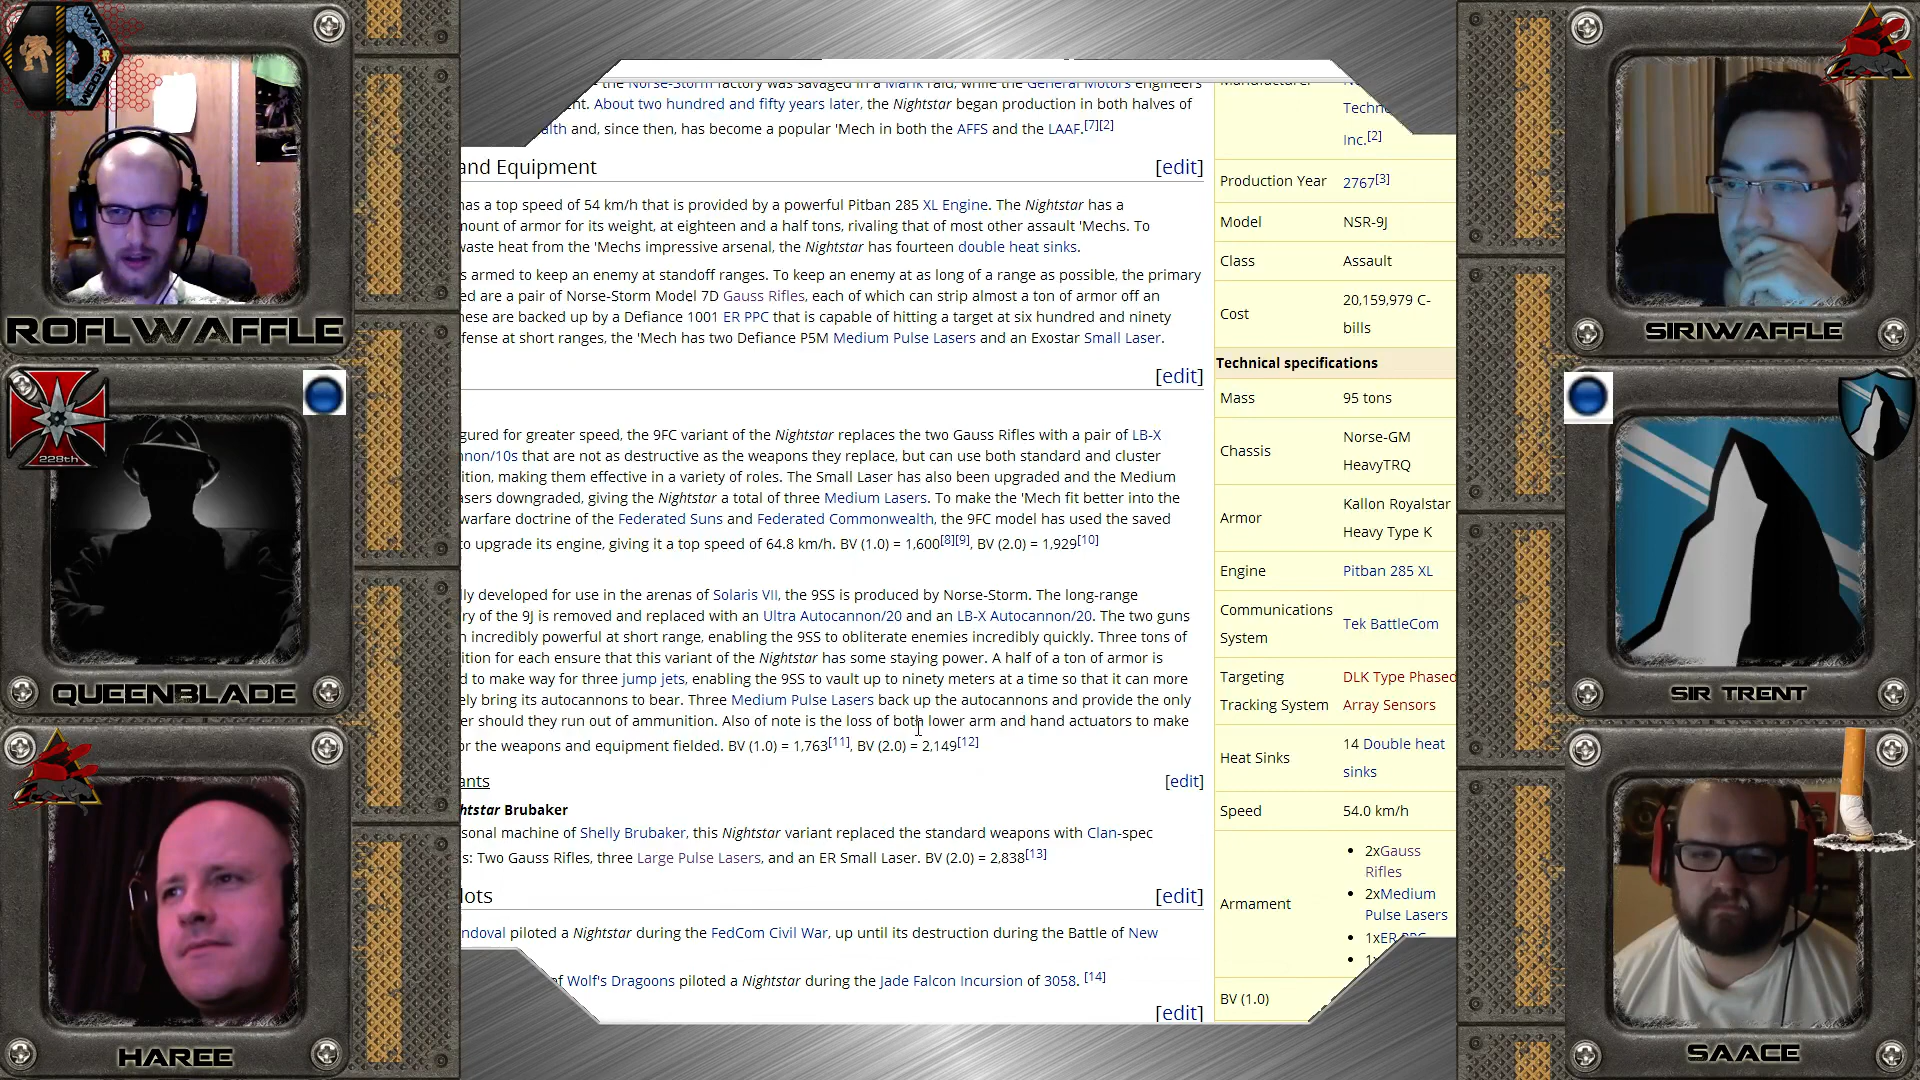 WAR ROOM
ROFLWAFFLE
228th
QUEENBLADE
HAREE
the Norse-Storm factory was savaged in a Marik raid, while the General Motors engineers
About two hundred and fifty years later, the Nightstar began production in both halves of
and, since then, has become a popular 'Mech in both the AFFS and the LAAF.[7][2]
and Equipment [edit]
has a top speed of 54 km/h that is provided by a powerful Pitban 285 XL Engine. The Nightstar has a
mount of armor for its weight, at eighteen and a half tons, rivaling that of most other assault 'Mechs. To
waste heat from the 'Mechs impressive arsenal, the Nightstar has fourteen double heat sinks.
s armed to keep an enemy at standoff ranges. To keep an enemy at as long of a range as possible, the primary
ed are a pair of Norse-Storm Model 7D Gauss Rifles, each of which can strip almost a ton of armor off an
hese are backed up by a Defiance 1001 ER PPC that is capable of hitting a target at six hundred and ninety
fense at short ranges, the 'Mech has two Defiance P5M Medium Pulse Lasers and an Exostar Small Laser.
[edit]
gured for greater speed, the 9FC variant of the Nightstar replaces the two Gauss Rifles with a pair of LB-X
nnon/10s that are not as destructive as the weapons they replace, but can use both standard and cluster
ition, making them effective in a variety of roles. The Small Laser has also been upgraded and the Medium
asers downgraded, giving the Nightstar a total of three Medium Lasers. To make the 'Mech fit better into the
warfare doctrine of the Federated Suns and Federated Commonwealth, the 9FC model has used the saved
to upgrade its engine, giving it a top speed of 64.8 km/h. BV (1.0) = 1,600[8][9], BV (2.0) = 1,929[10]
lly developed for use in the arenas of Solaris VII, the 9SS is produced by Norse-Storm. The long-range
ry of the 9J is removed and replaced with an Ultra Autocannon/20 and an LB-X Autocannon/20. The two guns
n incredibly powerful at short range, enabling the 9SS to obliterate enemies incredibly quickly. Three tons of
ition for each ensure that this variant of the Nightstar has some staying power. A half of a ton of armor is
d to make way for three jump jets, enabling the 9SS to vault up to ninety meters at a time so that it can more
ely bring its autocannons to bear. Three Medium Pulse Lasers back up the autocannons and provide the only
er should they run out of ammunition. Also of note is the loss of both lower arm and hand actuators to make
or the weapons and equipment fielded. BV (1.0) = 1,763[11], BV (2.0) = 2,149[12]
ants [edit]
htstar Brubaker
sonal machine of Shelly Brubaker, this Nightstar variant replaced the standard weapons with Clan-spec
s: Two Gauss Rifles, three Large Pulse Lasers, and an ER Small Laser. BV (2.0) = 2,838[13]
lots [edit]
ndoval piloted a Nightstar during the FedCom Civil War, up until its destruction during the Battle of New
of Wolf's Dragoons piloted a Nightstar during the Jade Falcon Incursion of 3058. [14]
[edit]
Inc.[2]
Production Year 2767[3]
Model NSR-9J
Class Assault
Cost 20,159,979 C-
bills
Technical specifications
Mass 95 tons
Chassis Norse-GM
HeavyTRQ
Armor Kallon Royalstar
Heavy Type K
Engine Pitban 285 XL
Communications
System Tek BattleCom
Targeting
Tracking System DLK Type Phased
Array Sensors
Heat Sinks 14 Double heat
sinks
Speed 54.0 km/h
Armament
2xGauss
Rifles
2xMedium
Pulse Lasers
1xER PPC
BV (1.0)
SIRIWAFFLE
SIR TRENT
SAACE